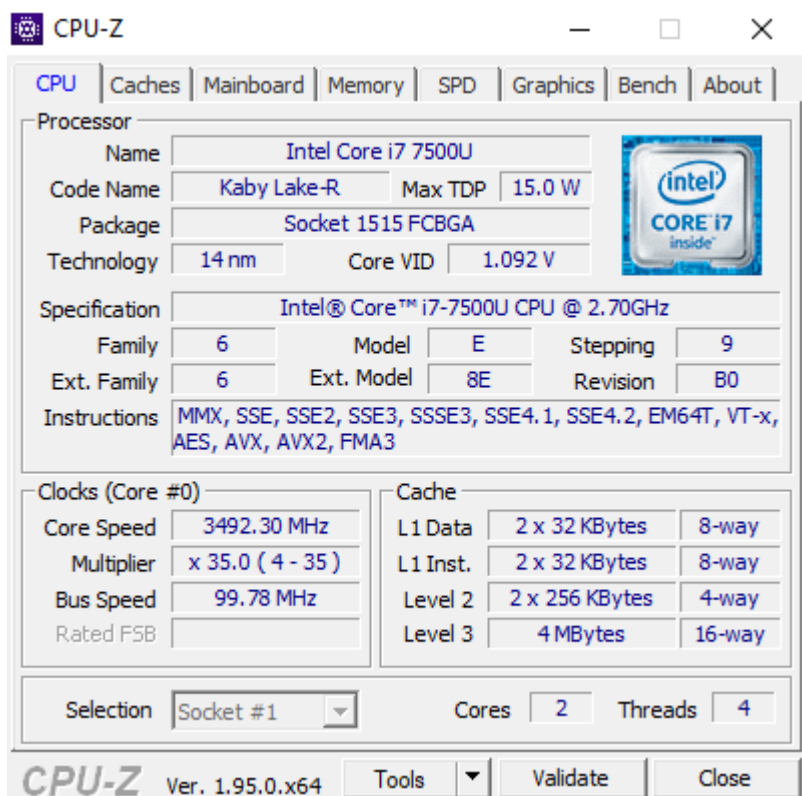 CPU-Z
CPU Caches Mainboard Memory SPD Graphics Bench About
Processor
Name Intel Core i7 7500U
Code Name Kaby Lake-R Max TDP 15.0 W
Package Socket 1515 FCBGA
Technology 14 nm Core VID 1.092 V
intel
CORE i7
inside™
Specification Intel® Core™ i7-7500U CPU @ 2.70GHz
Family 6 Model E Stepping 9
Ext. Family 6 Ext. Model 8E Revision B0
Instructions MMX, SSE, SSE2, SSE3, SSSE3, SSE4.1, SSE4.2, EM64T, VT-x,
AES, AVX, AVX2, FMA3
Clocks (Core #0)
Core Speed 3492.30 MHz
Multiplier x 35.0 ( 4 - 35 )
Bus Speed 99.78 MHz
Rated FSB
Cache
L1 Data 2 x 32 KBytes 8-way
L1 Inst. 2 x 32 KBytes 8-way
Level 2 2 x 256 KBytes 4-way
Level 3 4 MBytes 16-way
Selection Socket #1 Cores 2 Threads 4
CPU-Z Ver. 1.95.0.x64 Tools Validate Close